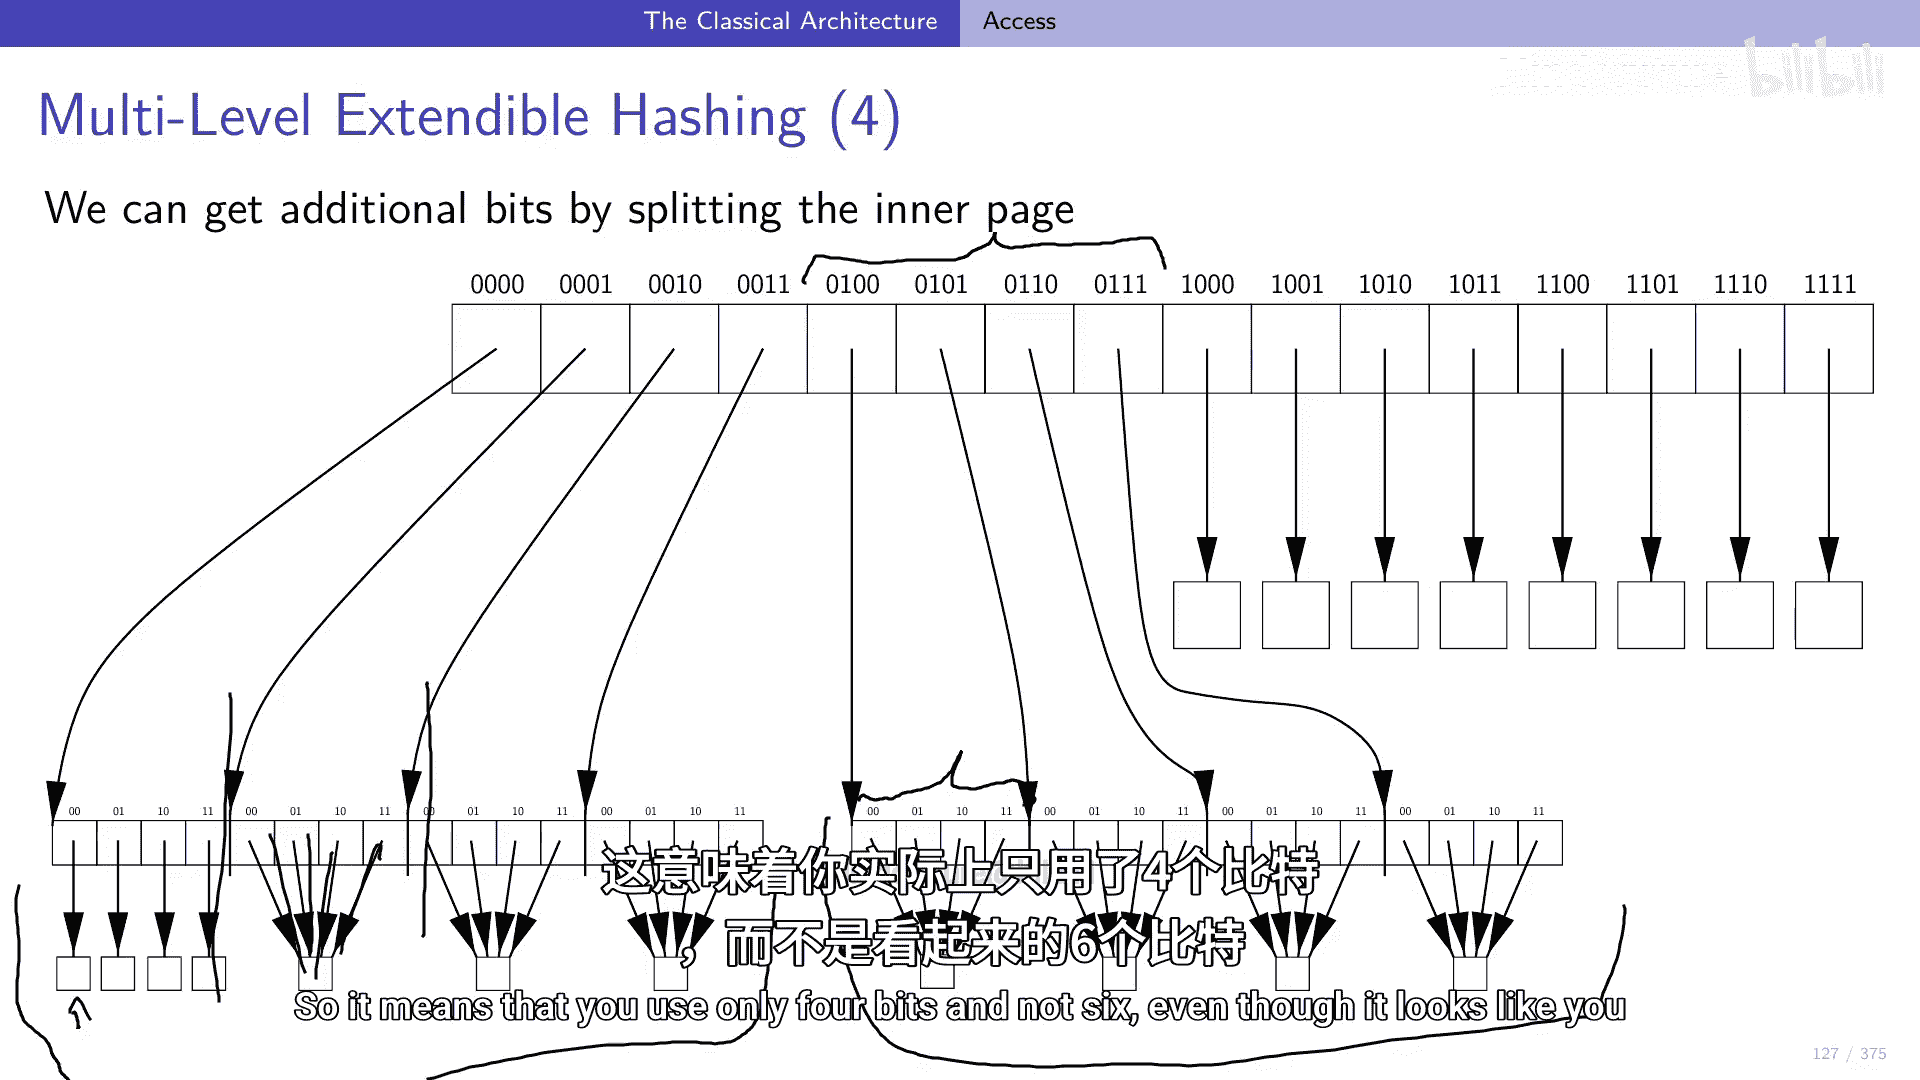 The Classical Architecture Access
bilibili
Multi-Level Extendible Hashing (4)
We can get additional bits by splitting the inner page
0000 0001 0010 0011 0100 0101 0110 0111 1000 1001 1010 1011 1100 1101 1110 1111
00 01 10 11 00 01 10 11 00 01 10 11 00 01 10 11 00 01 10 11 00 01 10 11 00 01 10 11 00 01 10 11
这意味着你实际上只用了4个比特
，而不是看起来的6个比特
So it means that you use only four bits and not six, even though it looks like you
127 / 375